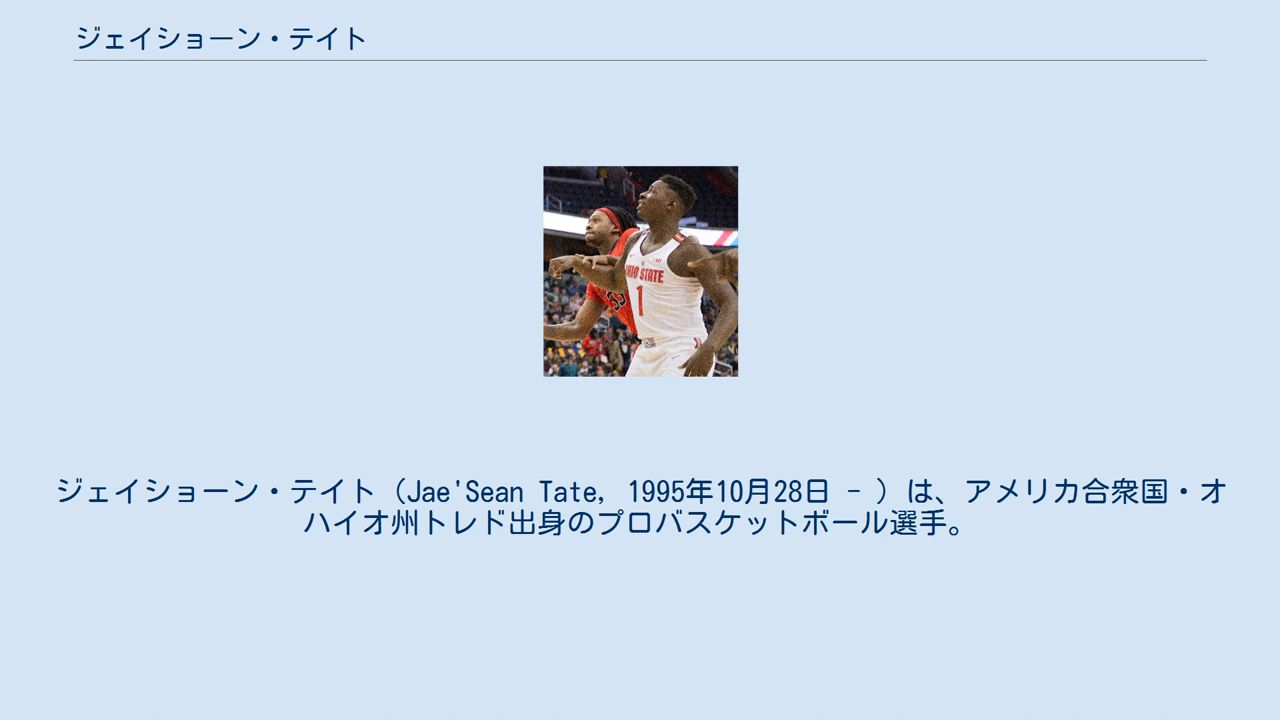 ジェイショーン・テイト
OHIO STATE
1
33
ジェイショーン・テイト（Jae'Sean Tate, 1995年10月28日 - ）は、アメリカ合衆国・オ
ハイオ州トレド出身のプロバスケットボール選手。